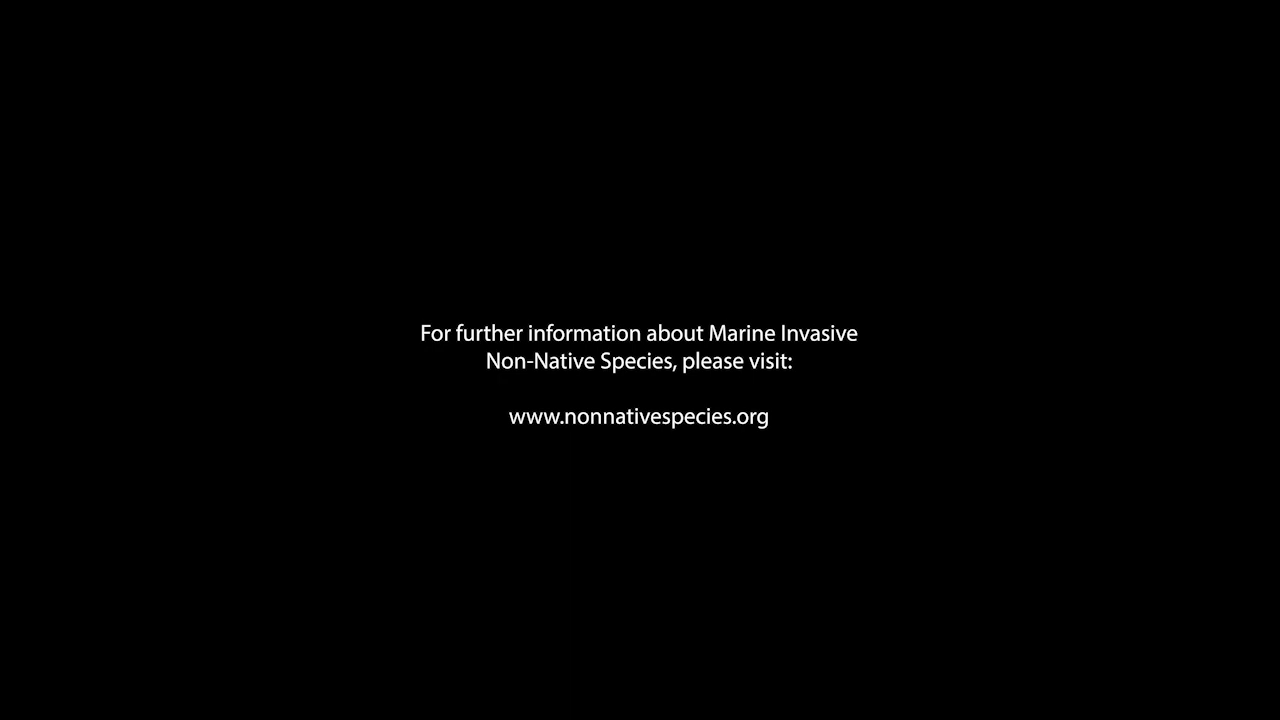 For further information about Marine Invasive
Non-Native Species, please visit:
www.nonnativespecies.org